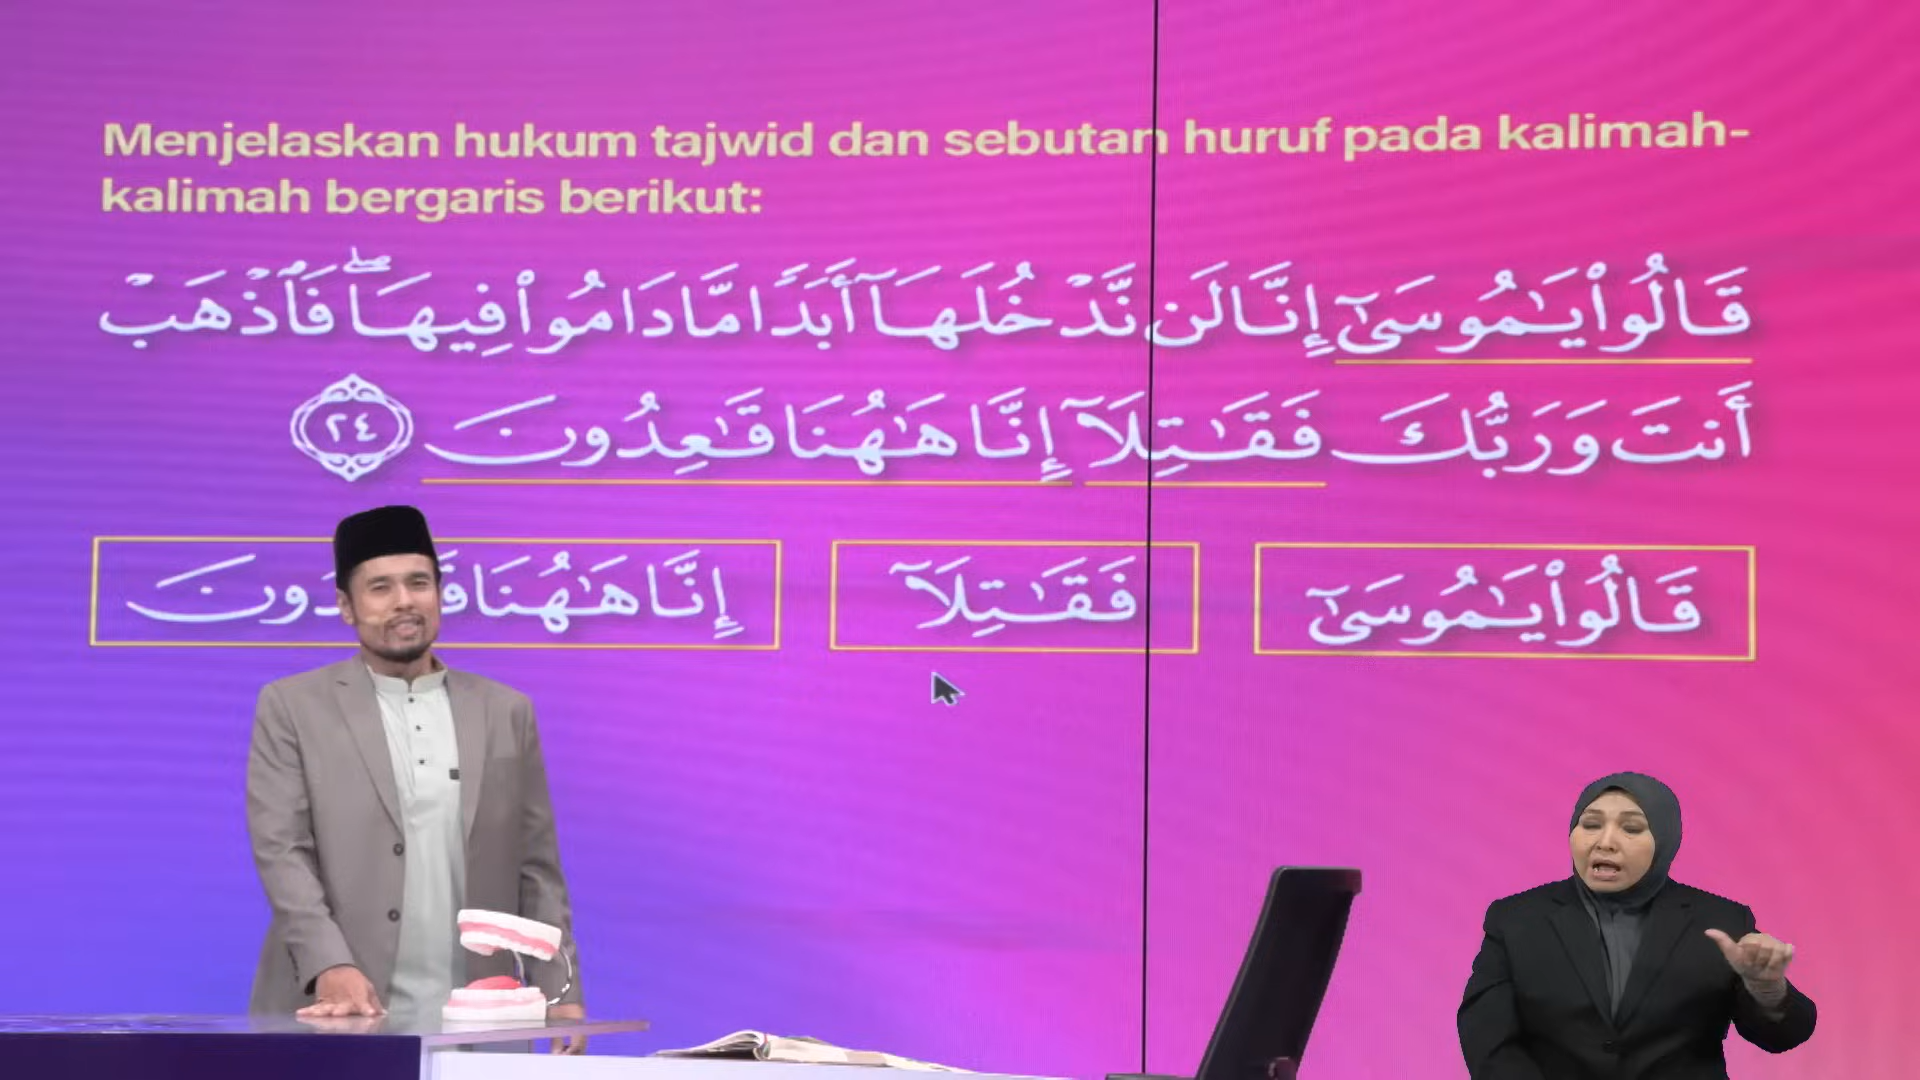 Menjelaskan hukum tajwid dan sebutan huruf pada kalimah-
kalimah bergaris berikut:
قَالُوا۟ يَـٰمُوسَىٰٓ إِنَّا لَن نَّدۡخُلَهَآ أَبَدًا مَّا دَامُوا۟ فِيهَاۖ فَٱذۡهَبۡ
أَنتَ وَرَبُّكَ فَقَـٰتِلَآ إِنَّا هَـٰهُنَا قَـٰعِدُونَ ٢٤
قَالُوا۟ يَـٰمُوسَىٰٓ
فَقَـٰتِلَآ
إِنَّا هَـٰهُنَا